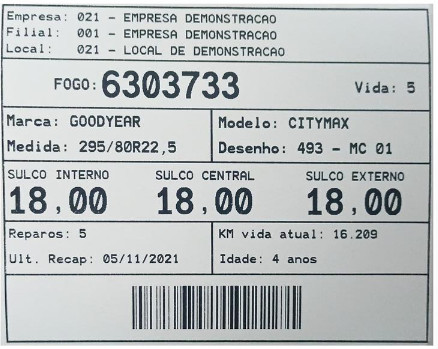 Empresa: 021 - EMPRESA DEMONSTRACAO
Filial: 001 - EMPRESA DEMONSTRACAO
Local: 021 - LOCAL DE DEMONSTRACAO
FOGO: 6303733 Vida: 5
Marca: GOODYEAR Modelo: CITYMAX
Medida: 295/80R22,5 Desenho: 493 - MC 01
SULCO INTERNO SULCO CENTRAL SULCO EXTERNO
18,00 18,00 18,00
Reparos: 5 KM vida atual: 16.209
Ult. Recap: 05/11/2021 Idade: 4 anos